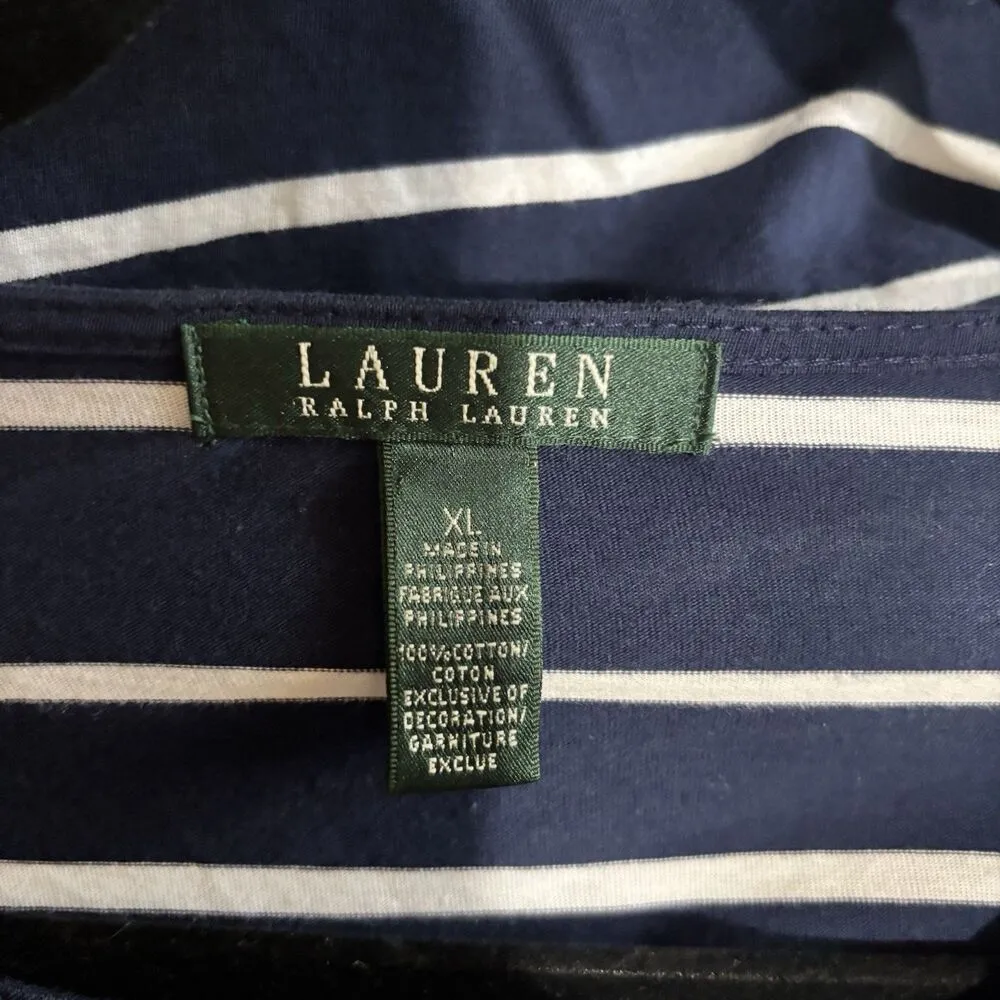 LAUREN
RALPH LAUREN
XL
MADE IN
PHILIPPINES
FABRIQUE AUX
PHILIPPINES
100% COTTON/
COTON
EXCLUSIVE OF
DECORATION/
GARNITURE
EXCLUE